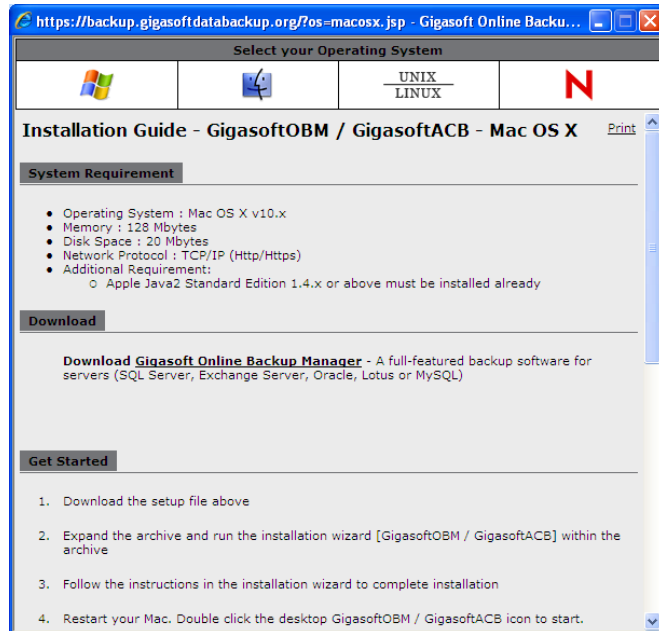 https://backup.gigasoftdatabackup.org/?os=macosx.jsp - Gigasoft Online Backu...
Select your Operating System
UNIX
LINUX
N
Installation Guide - GigasoftOBM / GigasoftACB - Mac OS X
Print
System Requirement
Operating System : Mac OS X v10.x
Memory : 128 Mbytes
Disk Space : 20 Mbytes
Network Protocol : TCP/IP (Http/Https)
Additional Requirement:
Apple Java2 Standard Edition 1.4.x or above must be installed already
Download
Download Gigasoft Online Backup Manager - A full-featured backup software for
servers (SQL Server, Exchange Server, Oracle, Lotus or MySQL)
Get Started
1. Download the setup file above
2. Expand the archive and run the installation wizard [GigasoftOBM / GigasoftACB] within the
archive
3. Follow the instructions in the installation wizard to complete installation
4. Restart your Mac. Double click the desktop GigasoftOBM / GigasoftACB icon to start.